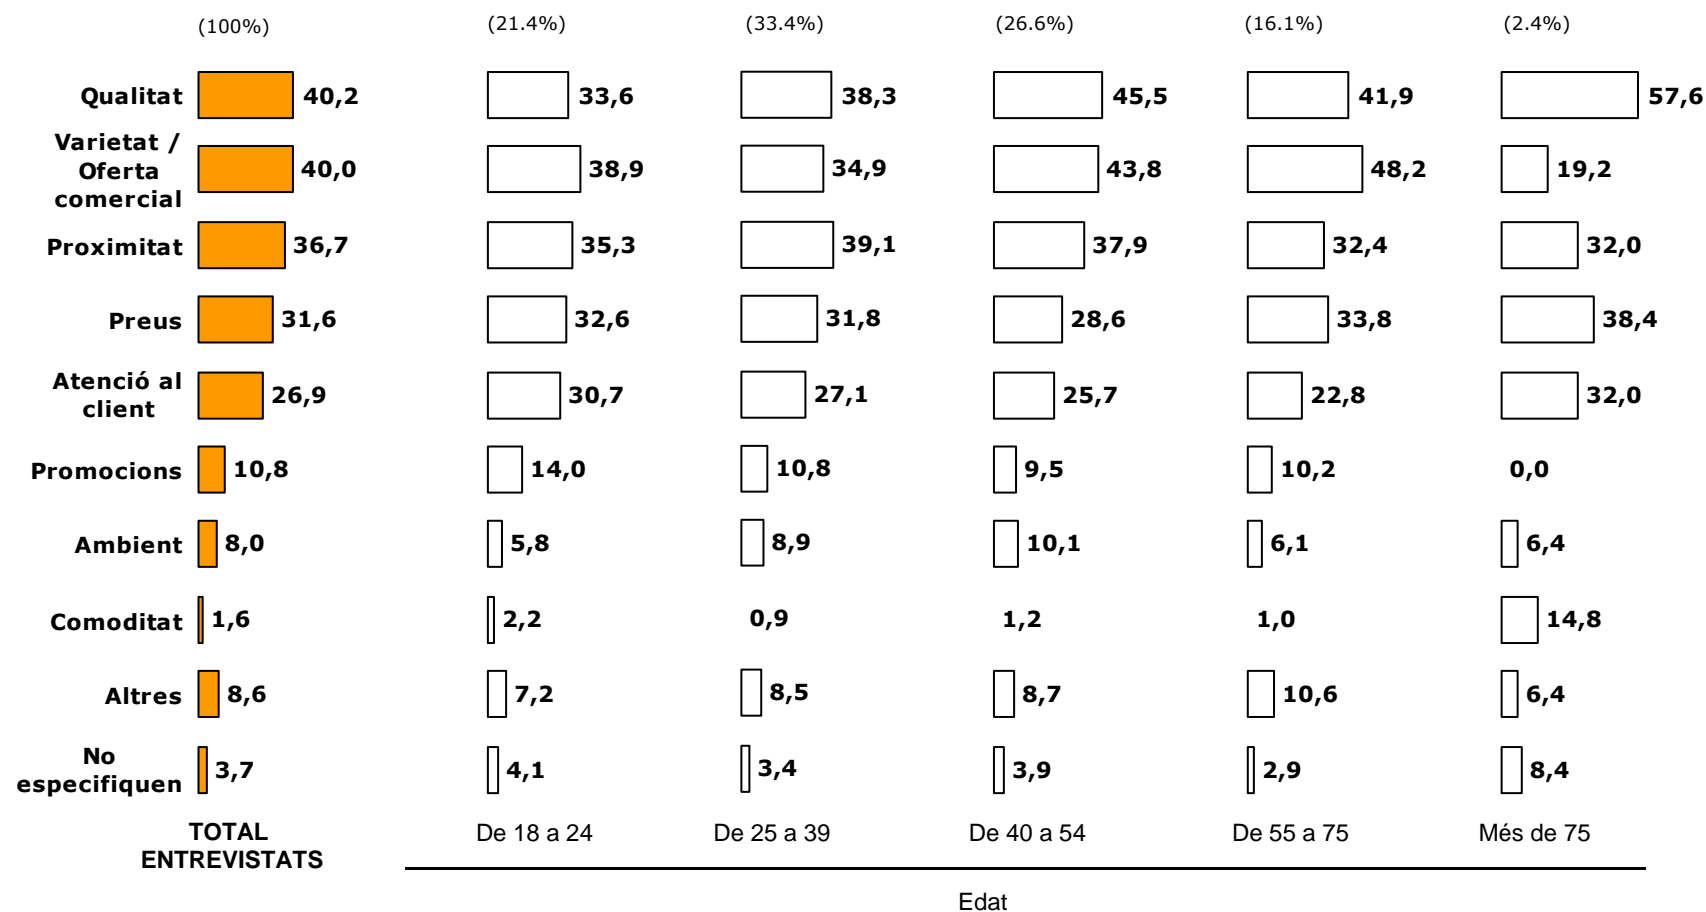 (100%) (21.4%) (33.4%) (26.6%) (16.1%) (2.4%)
Qualitat 40,2 33,6 38,3 45,5 41,9 57,6
Varietat /
Oferta
comercial 40,0 38,9 34,9 43,8 48,2 19,2
Proximitat 36,7 35,3 39,1 37,9 32,4 32,0
Preus 31,6 32,6 31,8 28,6 33,8 38,4
Atenció al
client 26,9 30,7 27,1 25,7 22,8 32,0
Promocions 10,8 14,0 10,8 9,5 10,2 0,0
Ambient 8,0 5,8 8,9 10,1 6,1 6,4
Comoditat 1,6 2,2 0,9 1,2 1,0 14,8
Altres 8,6 7,2 8,5 8,7 10,6 6,4
No
especifiquen 3,7 4,1 3,4 3,9 2,9 8,4
TOTAL
ENTREVISTATS
De 18 a 24 De 25 a 39 De 40 a 54 De 55 a 75 Més de 75
Edat